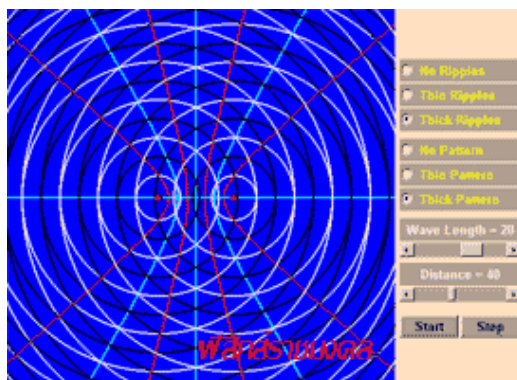 No Ripples
Thin Ripples
Thick Ripples
No Pattern
Thin Pattern
Thick Pattern
Wave Length = 20
Distance = 40
Start
Stop
ฟิสิกส์ราชมงคล